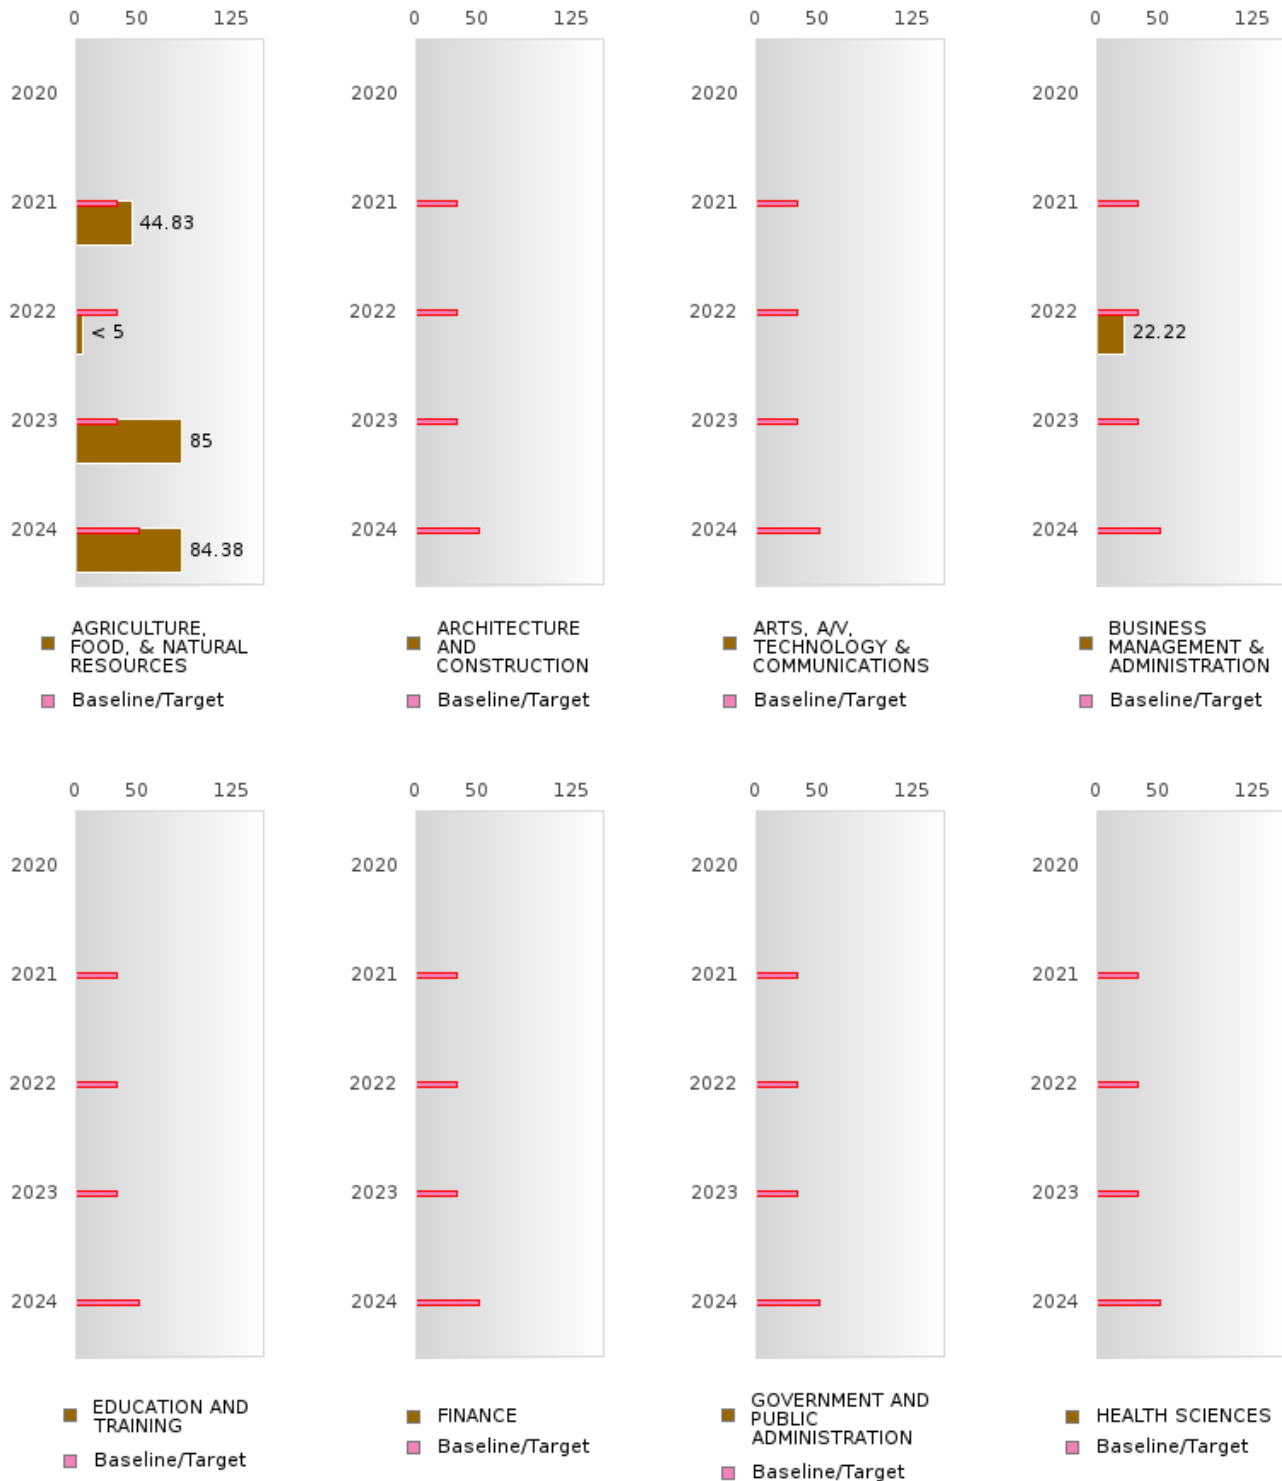 0 50 125
0 50 125
0 50 125
0 50 125
2020
2021
44.83
2022
< 5
2023
85
2024
84.38
AGRICULTURE,
FOOD, & NATURAL
RESOURCES
Baseline/Target
2020
2021
2022
2023
2024
ARCHITECTURE
AND
CONSTRUCTION
Baseline/Target
2020
2021
2022
2023
2024
ARTS, A/V,
TECHNOLOGY &
COMMUNICATIONS
Baseline/Target
2020
2021
2022
22.22
2023
2024
BUSINESS
MANAGEMENT &
ADMINISTRATION
Baseline/Target
0 50 125
0 50 125
0 50 125
0 50 125
2020
2021
2022
2023
2024
EDUCATION AND
TRAINING
Baseline/Target
2020
2021
2022
2023
2024
FINANCE
Baseline/Target
2020
2021
2022
2023
2024
GOVERNMENT AND
PUBLIC
ADMINISTRATION
Baseline/Target
2020
2021
2022
2023
2024
HEALTH SCIENCES
Baseline/Target